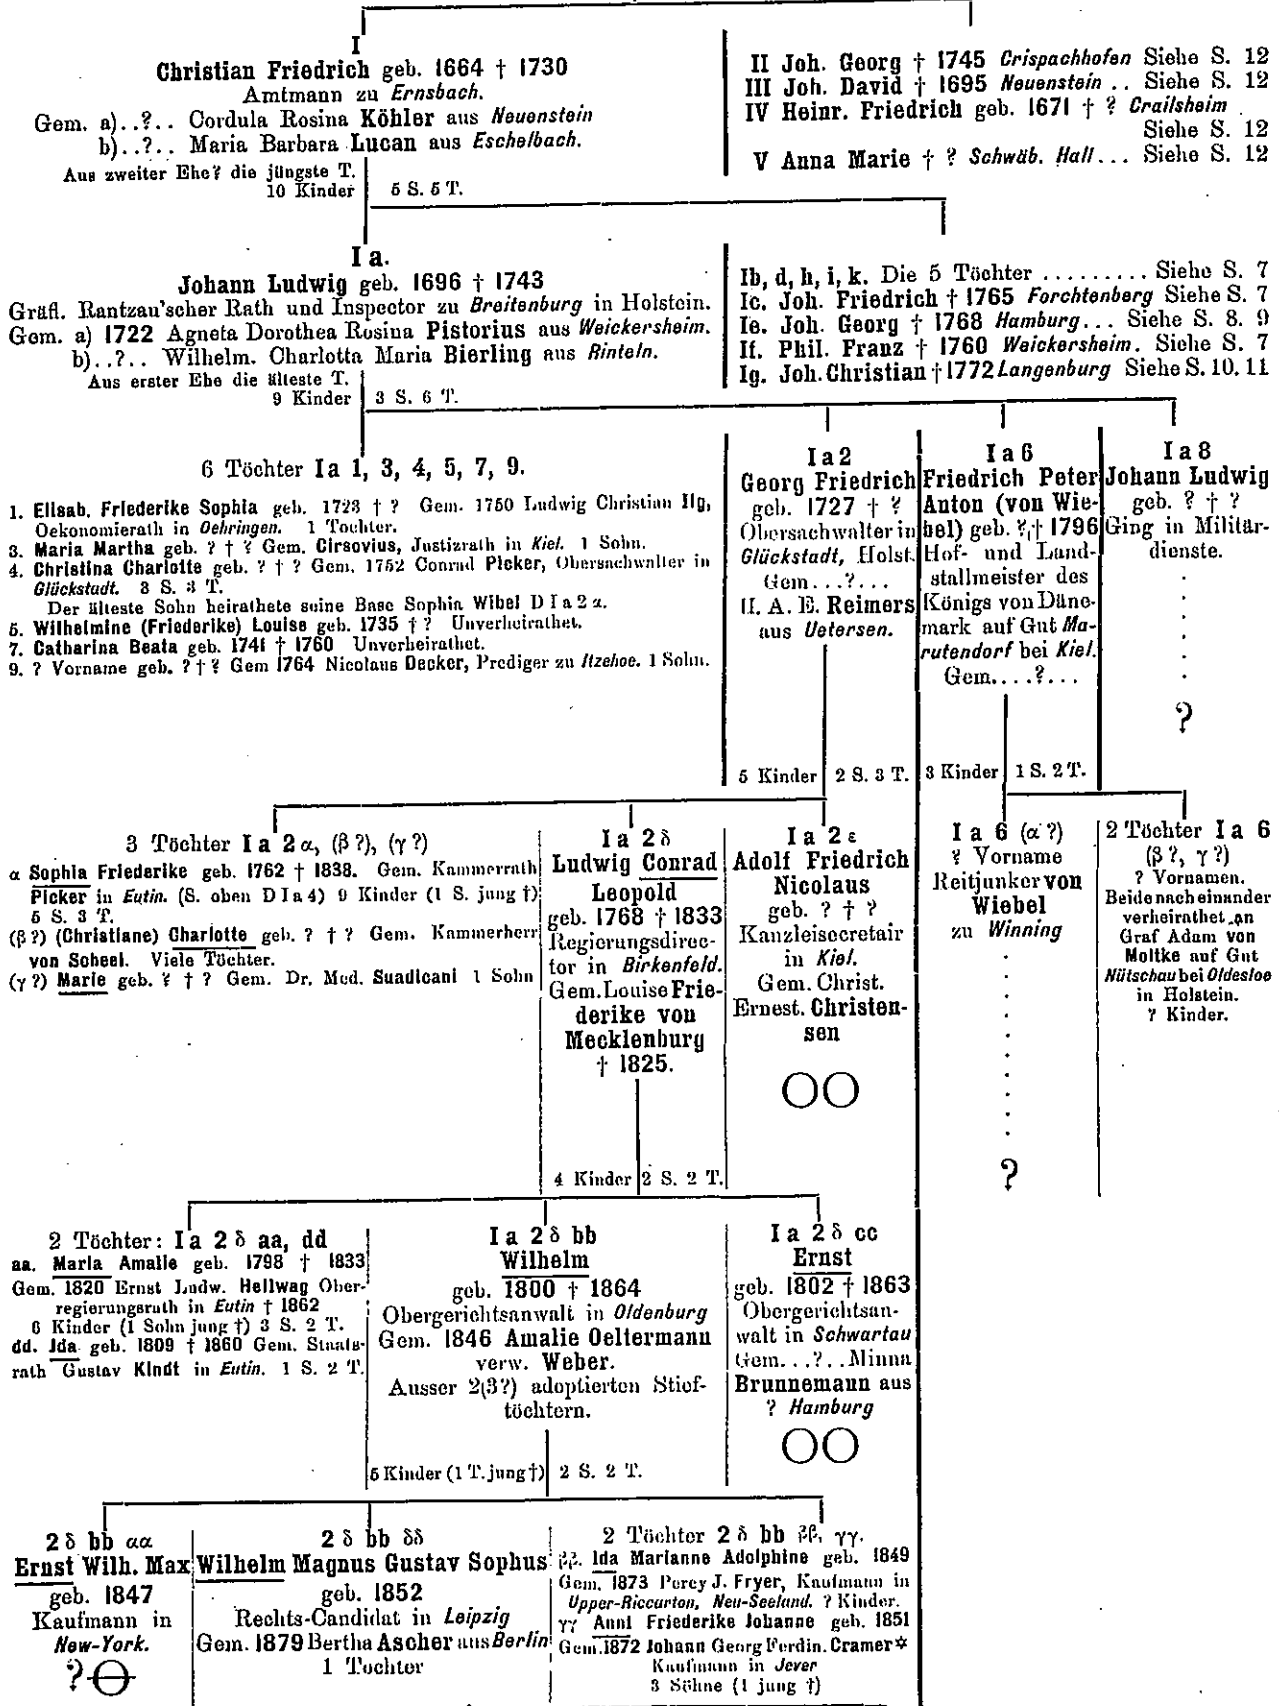 I
Christian Friedrich geb. 1664 † 1730
Amtmann zu Ernsbach.
Gem. a)..?.. Cordula Rosina Köhler aus Neuenstein
b)..?.. Maria Barbara Lucan aus Eschelbach.
Aus zweiter Ehe? die jüngste T.
10 Kinder 5 S. 5 T.
II Joh. Georg † 1745 Crispachhofen Siehe S. 12
III Joh. David † 1695 Neuenstein .. Siehe S. 12
IV Heinr. Friedrich geb. 1671 † ? Crailsheim
Siehe S. 12
V Anna Marie † ? Schwäb. Hall... Siehe S. 12
I a.
Johann Ludwig geb. 1696 † 1743
Gräfl. Rantzau'scher Rath und Inspector zu Breitenburg in Holstein.
Gem. a) 1722 Agneta Dorothea Rosina Pistorius aus Weickersheim.
b)..?.. Wilhelm. Charlotta Maria Bierling aus Rinteln.
Aus erster Ehe die älteste T.
9 Kinder 3 S. 6 T.
Ib, d, h, i, k. Die 5 Töchter ......... Siehe S. 7
Ic. Joh. Friedrich † 1765 Forchtenberg Siehe S. 7
Ie. Joh. Georg † 1768 Hamburg... Siehe S. 8. 9
If. Phil. Franz † 1760 Weickersheim. Siehe S. 7
Ig. Joh. Christian † 1772 Langenburg Siehe S. 10. 11
6 Töchter Ia 1, 3, 4, 5, 7, 9.
1. Elisab. Friederike Sophia geb. 1723 † ? Gem. 1750 Ludwig Christian Ilg,
Oekonomierath in Oehringen. 1 Tochter.
3. Maria Martha geb. ? † ? Gem. Cirsovius, Justizrath in Kiel. 1 Sohn.
4. Christina Charlotte geb. ? † ? Gem. 1752 Conrad Picker, Obersachwalter in
Glückstadt. 3 S. 3 T.
Der älteste Sohn heirathete seine Base Sophia Wibel D I a 2 α.
5. Wilhelmine (Friederike) Louise geb. 1735 † ? Unverheirathet.
7. Catharina Beata geb. 1741 † 1760 Unverheirathet.
9. ? Vorname geb. ? † ? Gem 1764 Nicolaus Decker, Prediger zu Itzehoe. 1 Sohn.
I a 2
Georg Friedrich
geb. 1727 † ?
Obersachwalter in
Glückstadt, Holst.
Gem...?...
H. A. E. Reimers
aus Uetersen.
5 Kinder 2 S. 3 T.
I a 6
Friedrich Peter
Anton (von Wie-
bel) geb. ? † 1796
Hof- und Land-
stallmeister des
Königs von Däne-
mark auf Gut Ma-
rutendorf bei Kiel.
Gem....?...
3 Kinder 1 S. 2 T.
I a 8
Johann Ludwig
geb. ? † ?
Ging in Militär-
dienste.
?
3 Töchter I a 2 α, (β ?), (γ ?)
α Sophia Friederike geb. 1762 † 1838. Gem. Kammerrath
Picker in Eutin. (S. oben D I a 4) 9 Kinder (1 S. jung †)
5 S. 3 T.
(β ?) (Christiane) Charlotte geb. ? † ? Gem. Kammerherr
von Scheel. Viele Töchter.
(γ ?) Marie geb. ? † ? Gem. Dr. Med. Suadicani 1 Sohn
I a 2 δ
Ludwig Conrad
Leopold
geb. 1768 † 1833
Regierungsdirec-
tor in Birkenfeld.
Gem. Louise Frie-
derike von
Mecklenburg
† 1825.
4 Kinder 2 S. 2 T.
I a 2 ε
Adolf Friedrich
Nicolaus
geb. ? † ?
Kanzleisecretair
in Kiel.
Gem. Christ.
Ernest. Christen-
sen
I a 6 (α ?)
? Vorname
Reitjunker von
Wiebel
zu Winning
?
2 Töchter I a 6
(β ?, γ ?)
? Vornamen.
Beide nach einander
verheirathet an
Graf Adam von
Moltke auf Gut
Nütschau bei Oldesloe
in Holstein.
? Kinder.
2 Töchter: I a 2 δ aa, dd
aa. Maria Amalie geb. 1798 † 1833
Gem. 1820 Ernst Ludw. Hellwag Ober-
regierungsrath in Eutin † 1862
6 Kinder (1 Sohn jung †) 3 S. 2 T.
dd. Ida geb. 1809 † 1860 Gem. Staats-
rath Gustav Kindt in Eutin. 1 S. 2 T.
I a 2 δ bb
Wilhelm
geb. 1800 † 1864
Obergerichtsanwalt in Oldenburg
Gem. 1846 Amalie Oeltermann
verw. Weber.
Ausser 2(3?) adoptierten Stief-
töchtern.
5 Kinder (1 T. jung †) 2 S. 2 T.
I a 2 δ cc
Ernst
geb. 1802 † 1863
Obergerichtsan-
walt in Schwartau
Gem...?..Minna
Brunnemann aus
? Hamburg
2 δ bb αα
Ernst Wilh. Max
geb. 1847
Kaufmann in
New-York.
?
2 δ bb δδ
Wilhelm Magnus Gustav Sophus
geb. 1852
Rechts-Candidat in Leipzig
Gem. 1879 Bertha Ascher aus Berlin
1 Tochter
2 Töchter 2 δ bb ββ, γγ.
ββ. Ida Marianne Adolphine geb. 1849
Gem. 1873 Percy J. Fryer, Kaufmann in
Upper-Riccarton, Neu-Seeland. ? Kinder.
γγ Anni Friederike Johanne geb. 1851
Gem. 1872 Johann Georg Ferdin. Cramer✡
Kaufmann in Jever
3 Söhne (1 jung †)